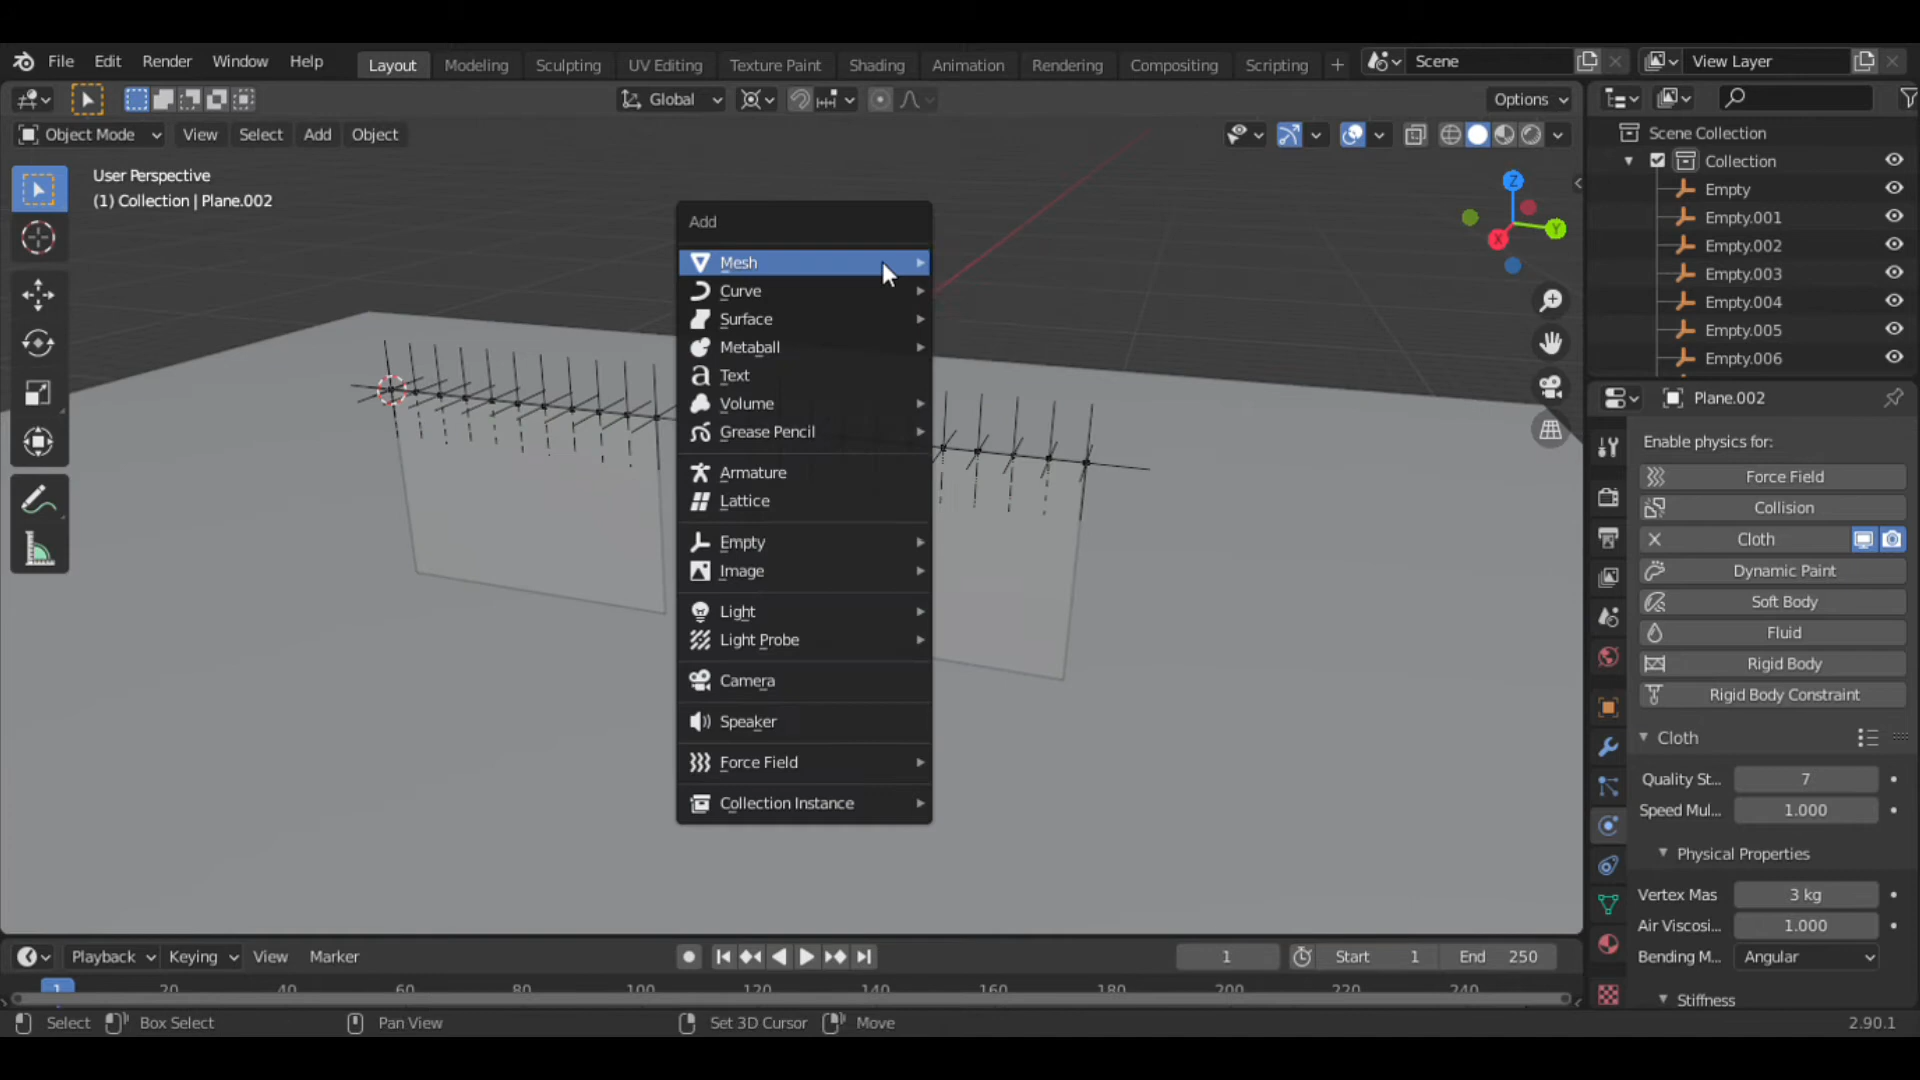 File Edit Render Window Help Layout Modeling Sculpting UV Editing Texture Paint Shading Animation Rendering Compositing Scripting + Scene View Layer
Global Options
Object Mode View Select Add Object
User Perspective
(1) Collection | Plane.002
Z
Y
X
Add
Mesh
Curve
Surface
Metaball
Text
Volume
Grease Pencil
Armature
Lattice
Empty
Image
Light
Light Probe
Camera
Speaker
Force Field
Collection Instance
Scene Collection
Collection
Empty
Empty.001
Empty.002
Empty.003
Empty.004
Empty.005
Empty.006
Plane.002
Enable physics for:
Force Field
Collision
Cloth
Dynamic Paint
Soft Body
Fluid
Rigid Body
Rigid Body Constraint
Cloth
Quality St... 7
Speed Mul... 1.000
Physical Properties
Vertex Mas 3 kg
Air Viscosi... 1.000
Bending M... Angular
Stiffness
Playback Keying View Marker 1 Start 1 End 250
1 20 40 60 80 100 120 140 160 180 200 220 240
Select Box Select Pan View Set 3D Cursor Move 2.90.1